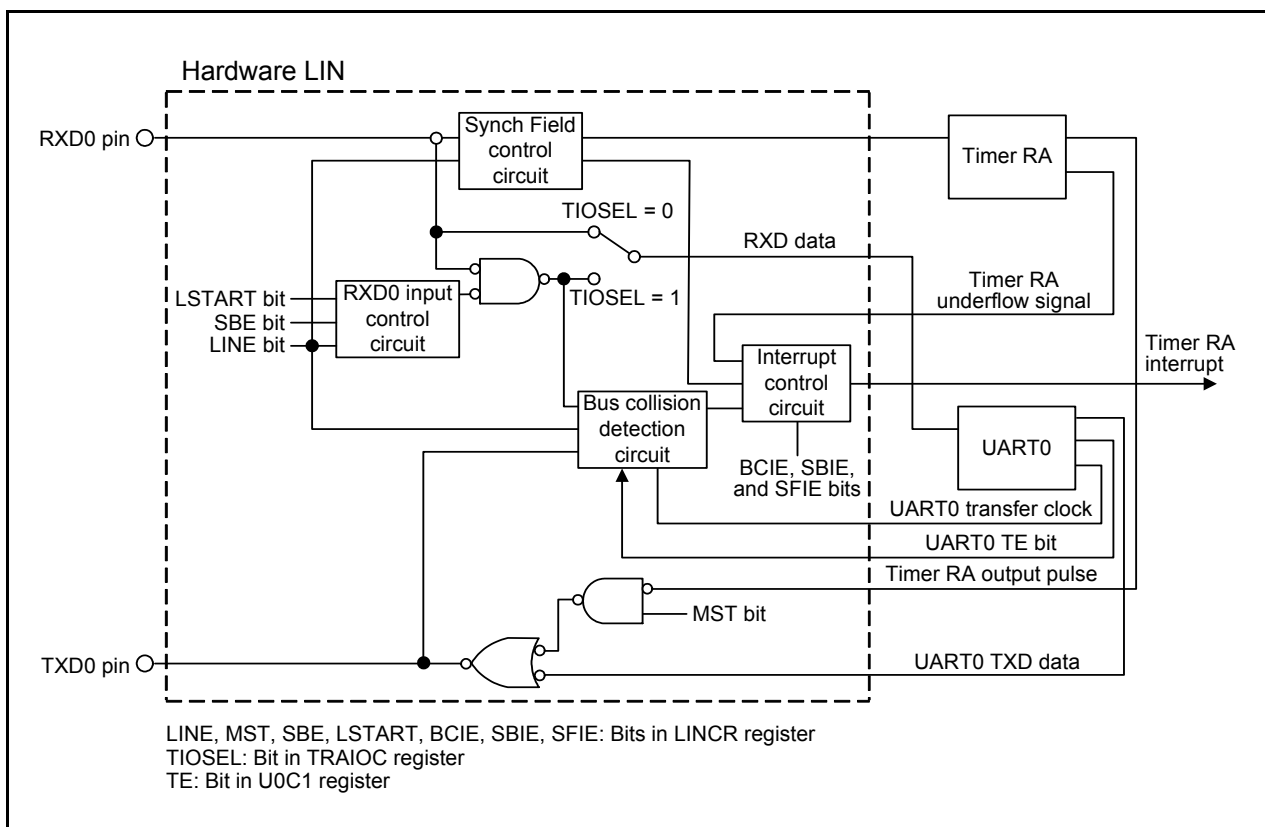 Hardware LIN
RXD0 pin
Synch Field
control
circuit
Timer RA
TIOSEL = 0
RXD data
LSTART bit
SBE bit
LINE bit
RXD0 input
control
circuit
TIOSEL = 1
Timer RA
underflow signal
Timer RA
interrupt
Interrupt
control
circuit
Bus collision
detection
circuit
BCIE, SBIE,
and SFIE bits
UART0
UART0 transfer clock
UART0 TE bit
Timer RA output pulse
MST bit
TXD0 pin
UART0 TXD data
LINE, MST, SBE, LSTART, BCIE, SBIE, SFIE: Bits in LINCR register
TIOSEL: Bit in TRAIOC register
TE: Bit in U0C1 register